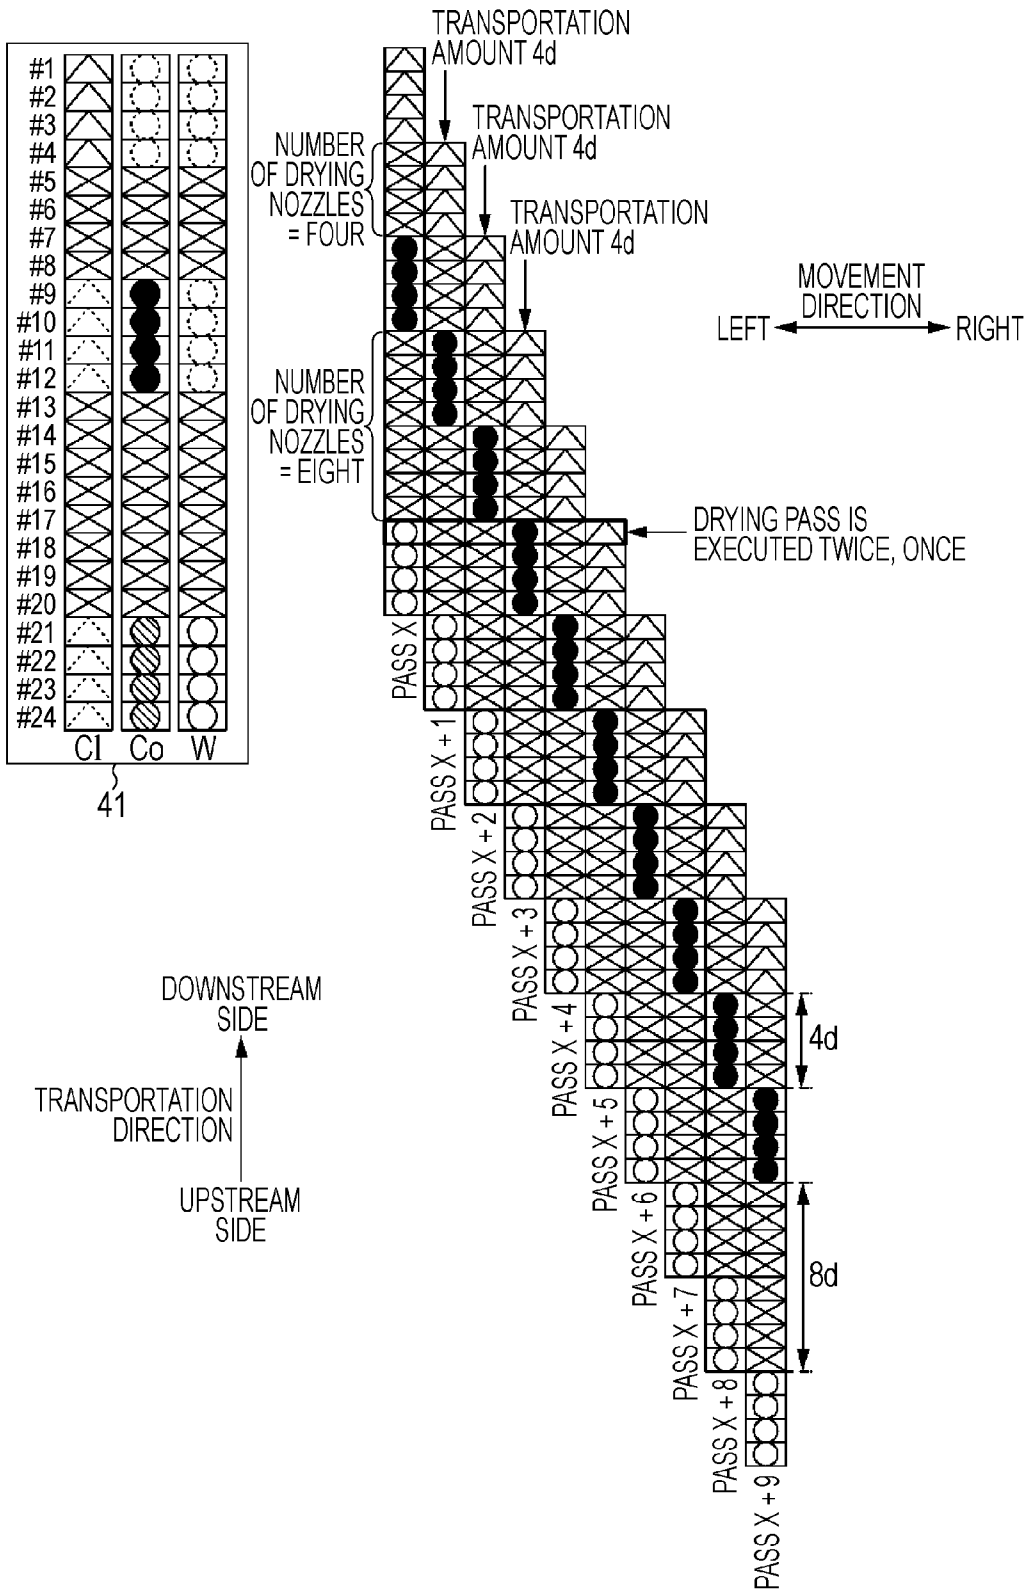 TRANSPORTATION
AMOUNT 4d
TRANSPORTATION
AMOUNT 4d
TRANSPORTATION
AMOUNT 4d
#1
#2
#3
#4
#5
#6
#7
#8
#9
#10
#11
#12
#13
#14
#15
#16
#17
#18
#19
#20
#21
#22
#23
#24
Cl Co W
41
NUMBER
OF DRYING
NOZZLES
= FOUR
NUMBER
OF DRYING
NOZZLES
= EIGHT
MOVEMENT
DIRECTION
LEFT RIGHT
DRYING PASS IS
EXECUTED TWICE, ONCE
PASS X
PASS X + 1
PASS X + 2
PASS X + 3
PASS X + 4
PASS X + 5
PASS X + 6
PASS X + 7
PASS X + 8
PASS X + 9
4d
8d
DOWNSTREAM
SIDE
TRANSPORTATION
DIRECTION
UPSTREAM
SIDE